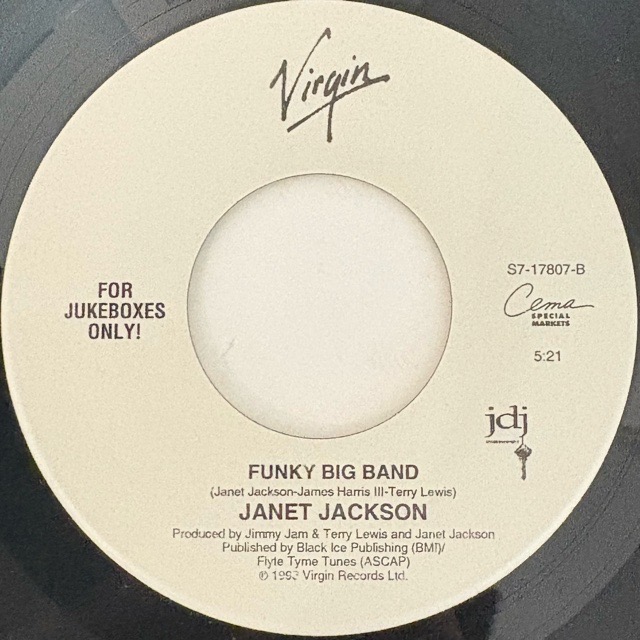 Virgin
FOR
JUKEBOXES
ONLY!
S7-17807-B
Cema
SPECIAL
MARKETS
5:21
jdj
FUNKY BIG BAND
(Janet Jackson-James Harris III-Terry Lewis)
JANET JACKSON
Produced by Jimmy Jam & Terry Lewis and Janet Jackson
Published by Black Ice Publishing (BMI)/
Flyte Tyme Tunes (ASCAP)
℗ 1993 Virgin Records Ltd.